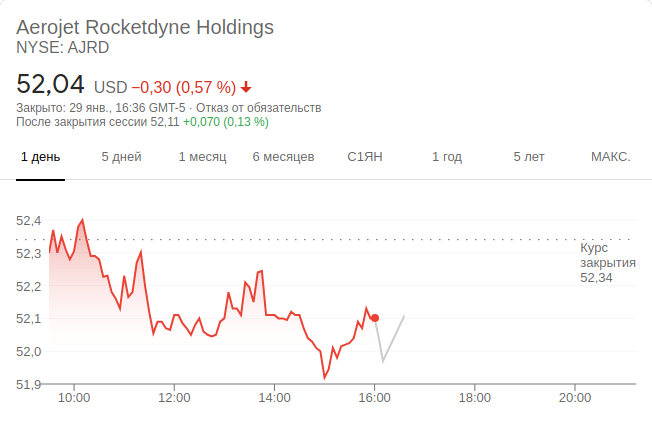 Aerojet Rocketdyne Holdings
NYSE: AJRD
52,04 USD −0,30 (0,57 %)
Закрыто: 29 янв., 16:36 GMT-5 · Отказ от обязательств
После закрытия сессии 52,11 +0,070 (0,13 %)
1 день 5 дней 1 месяц 6 месяцев С1ЯН 1 год 5 лет МАКС.
52,4
52,3
52,2
52,1
52,0
51,9
Курс
закрытия
52,34
10:00 12:00 14:00 16:00 18:00 20:00